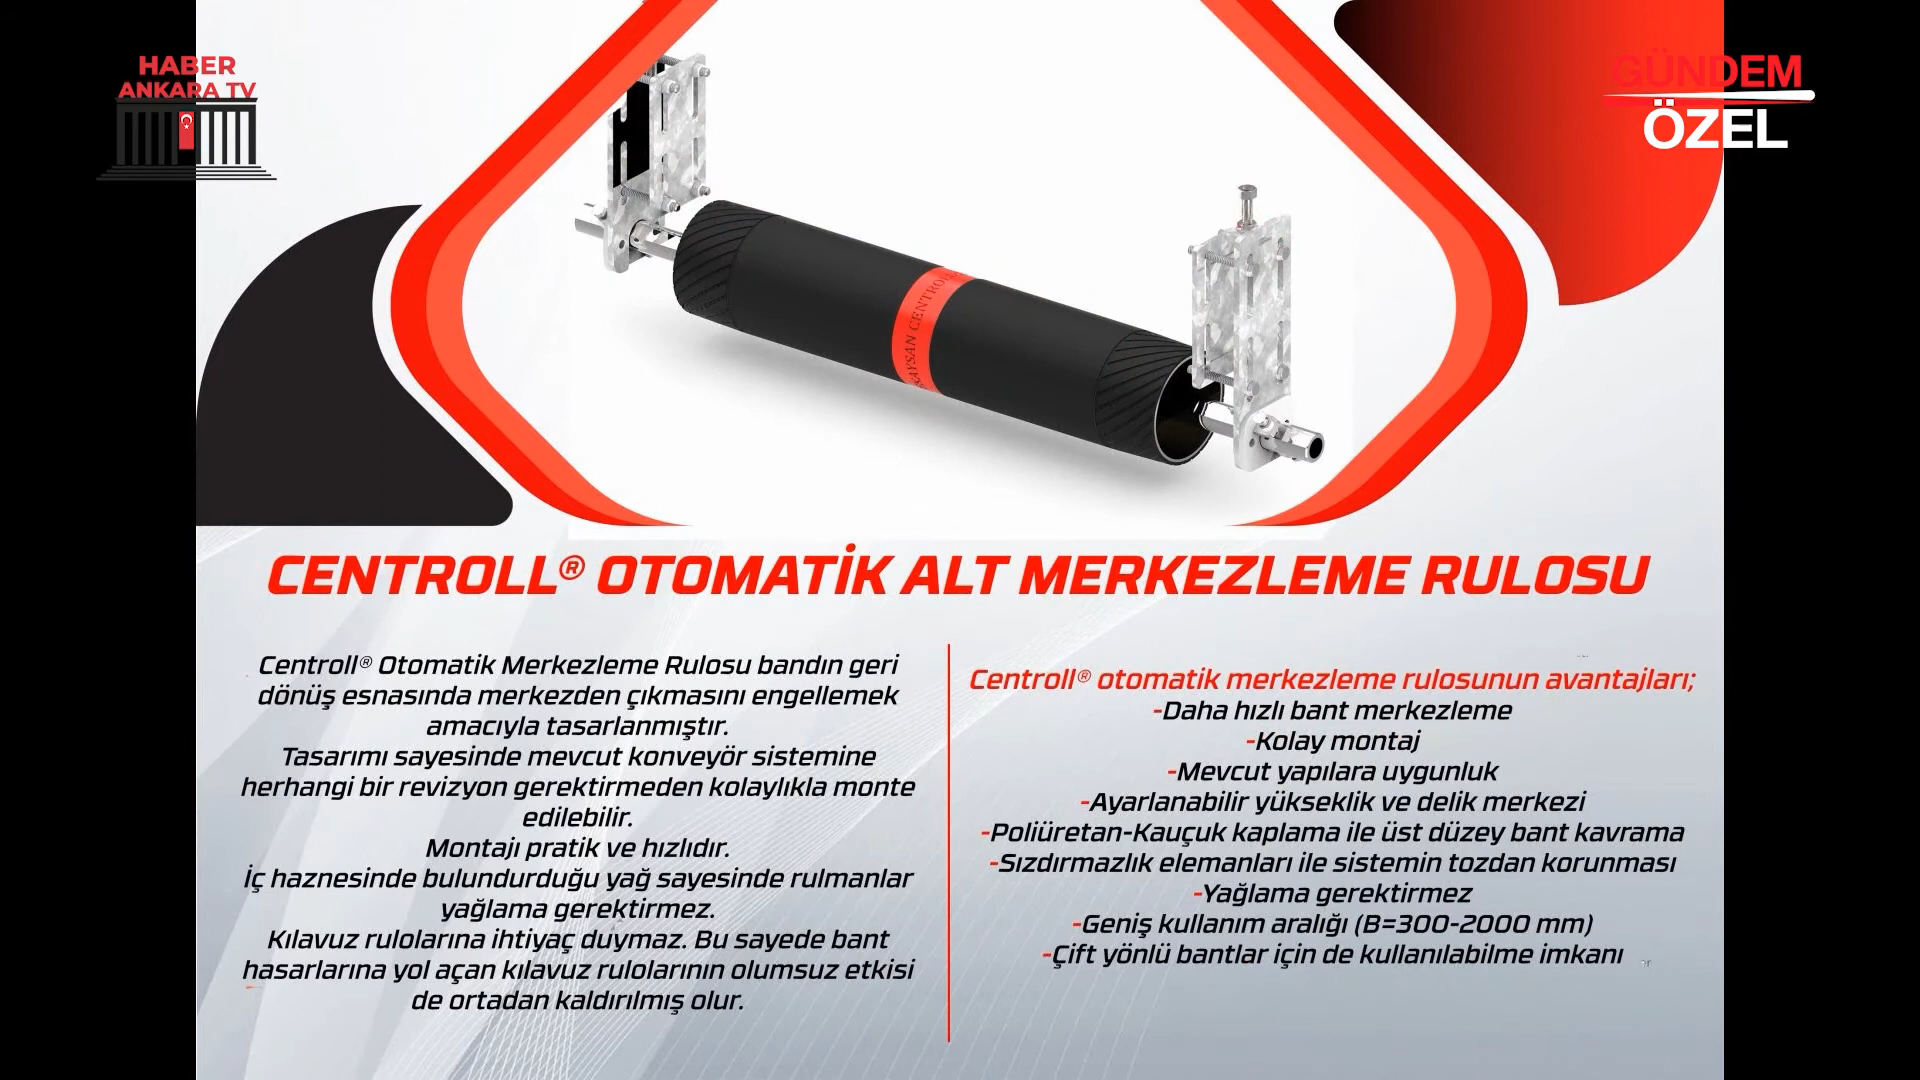 HABER
ANKARA TV
GÜNDEM
ÖZEL
KAYSAN CENTROLL
CENTROLL® OTOMATİK ALT MERKEZLEME RULOSU
Centroll® Otomatik Merkezleme Rulosu bandın geri
dönüş esnasında merkezden çıkmasını engellemek
amacıyla tasarlanmıştır.
Tasarımı sayesinde mevcut konveyör sistemine
herhangi bir revizyon gerektirmeden kolaylıkla monte
edilebilir.
Montajı pratik ve hızlıdır.
İç haznesinde bulundurduğu yağ sayesinde rulmanlar
yağlama gerektirmez.
Kılavuz rulolarına ihtiyaç duymaz. Bu sayede bant
hasarlarına yol açan kılavuz rulolarının olumsuz etkisi
de ortadan kaldırılmış olur.
Centroll® otomatik merkezleme rulosunun avantajları;
-Daha hızlı bant merkezleme
-Kolay montaj
-Mevcut yapılara uygunluk
-Ayarlanabilir yükseklik ve delik merkezi
-Poliüretan-Kauçuk kaplama ile üst düzey bant kavrama
-Sızdırmazlık elemanları ile sistemin tozdan korunması
-Yağlama gerektirmez
-Geniş kullanım aralığı (B=300-2000 mm)
-Çift yönlü bantlar için de kullanılabilme imkanı